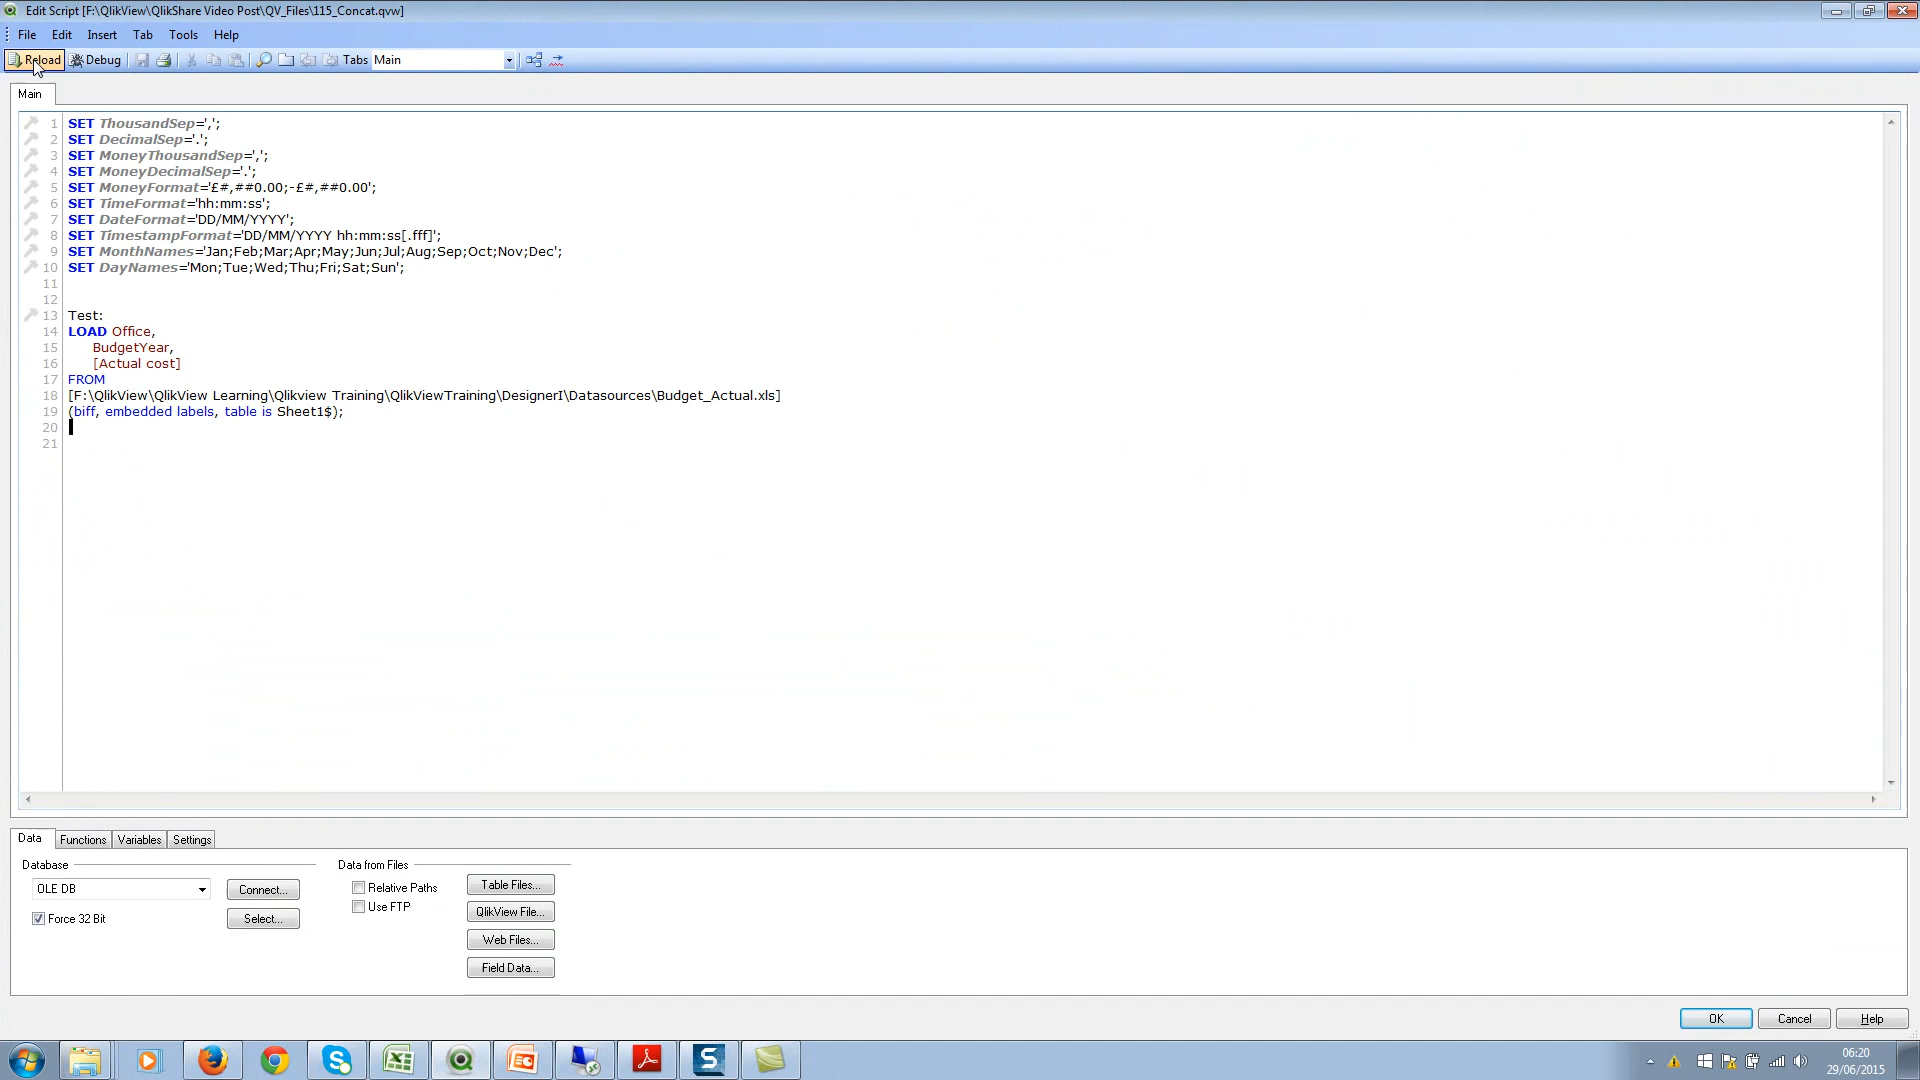 Edit Script [F:\QlikView\QlikShare Video Post\QV_Files\115_Concat.qvw]
File Edit Insert Tab Tools Help
Reload Debug Tabs Main
Main
1 SET ThousandSep=',';
2 SET DecimalSep='.';
3 SET MoneyThousandSep=',';
4 SET MoneyDecimalSep='.';
5 SET MoneyFormat='£#,##0.00;-£#,##0.00';
6 SET TimeFormat='hh:mm:ss';
7 SET DateFormat='DD/MM/YYYY';
8 SET TimestampFormat='DD/MM/YYYY hh:mm:ss[.fff]';
9 SET MonthNames='Jan;Feb;Mar;Apr;May;Jun;Jul;Aug;Sep;Oct;Nov;Dec';
10 SET DayNames='Mon;Tue;Wed;Thu;Fri;Sat;Sun';
11
12
13 Test:
14 LOAD Office,
15 BudgetYear,
16 [Actual cost]
17 FROM
18 [F:\QlikView\QlikView Learning\Qlikview Training\QlikViewTraining\DesignerI\Datasources\Budget_Actual.xls]
19 (biff, embedded labels, table is Sheet1$);
20
21
Data Functions Variables Settings
Database Data from Files
OLE DB Connect... Relative Paths Table Files...
Force 32 Bit Select... Use FTP QlikView File...
Web Files...
Field Data...
OK Cancel Help
06:20
29/06/2015